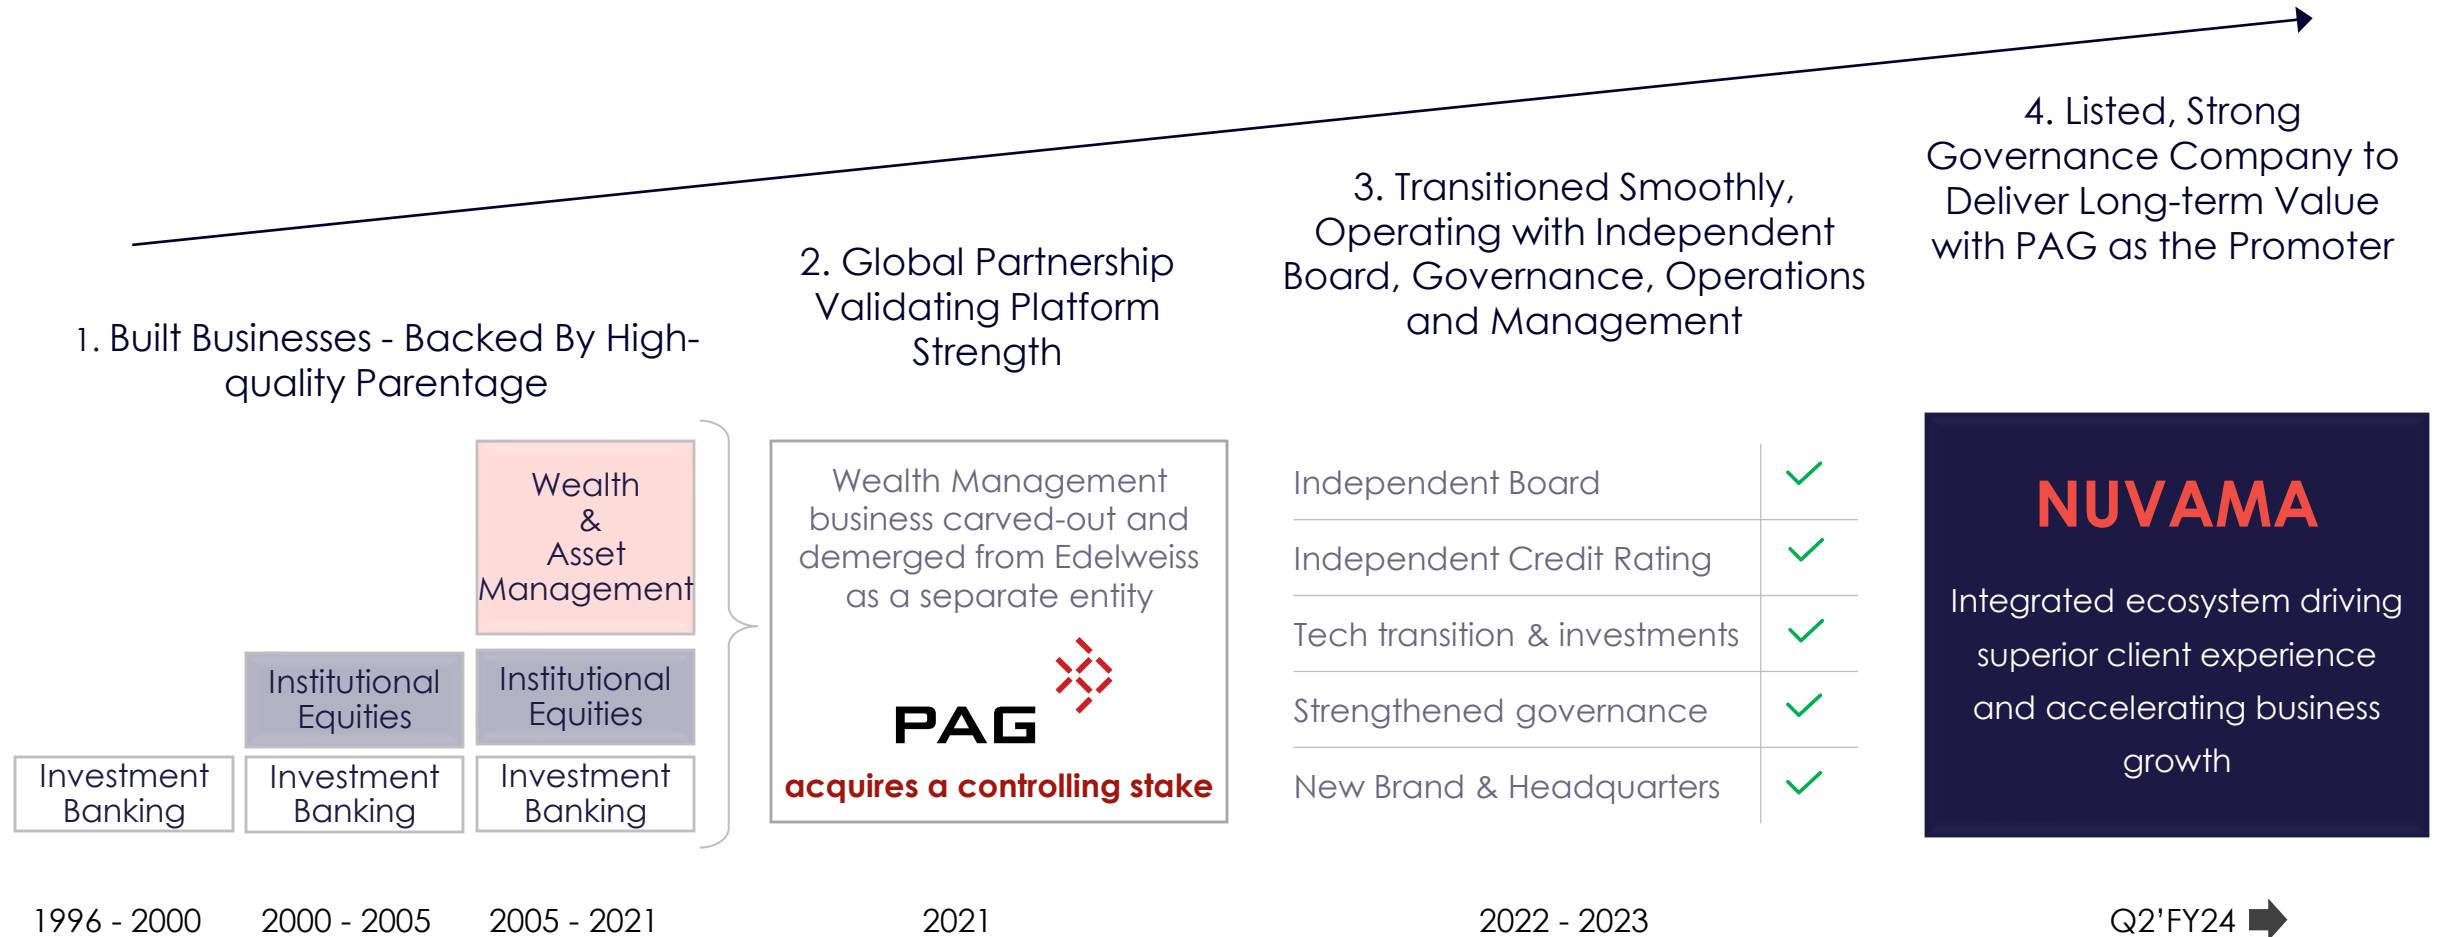 1. Built Businesses - Backed By High-
quality Parentage
Wealth
&
Asset
Management
Institutional
Equities
Institutional
Equities
Investment
Banking
Investment
Banking
Investment
Banking
1996 - 2000
2000 - 2005
2005 - 2021
2. Global Partnership
Validating Platform
Strength
Wealth Management
business carved-out and
demerged from Edelweiss
as a separate entity
PAG
acquires a controlling stake
2021
3. Transitioned Smoothly,
Operating with Independent
Board, Governance, Operations
and Management
Independent Board
Independent Credit Rating
Tech transition & investments
Strengthened governance
New Brand & Headquarters
2022 - 2023
4. Listed, Strong
Governance Company to
Deliver Long-term Value
with PAG as the Promoter
NUVAMA
Integrated ecosystem driving
superior client experience
and accelerating business
growth
Q2’FY24